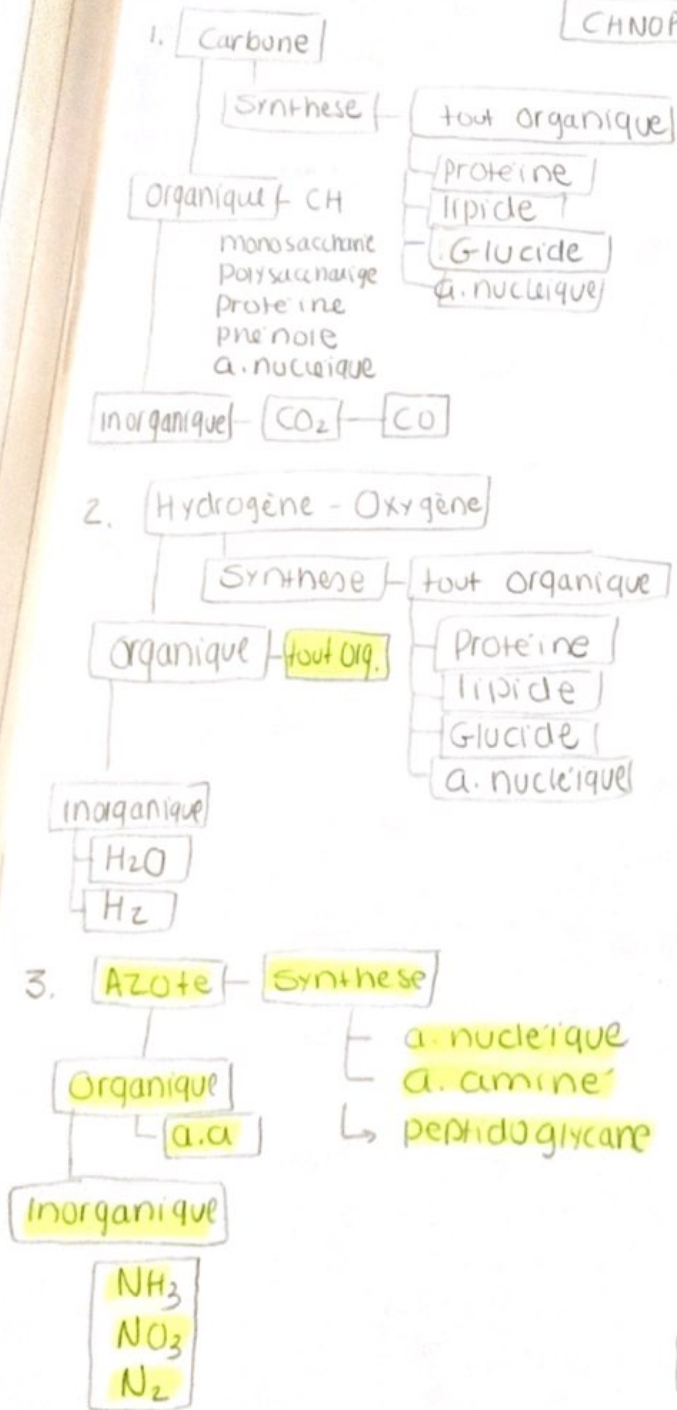 CHNOP
1. Carbone
Synthese
tout organique
Proteine
lipide
Glucide
a. nucleique
Organique - CH
monosaccharie
Polysaccharige
proteine
phenole
a. nucleique
inorganique - CO₂ - CO
2. Hydrogène - Oxygène
Synthese - tout organique
Organique - tout org.
Proteine
lipide
Glucide
a. nucléique
inorganique
H2O
H2
3. Azote - Synthese
a. nucléique
a. aminé
↳ peptidoglycane
Organique
a.a
Inorganique
NH₃
NO₃
N₂